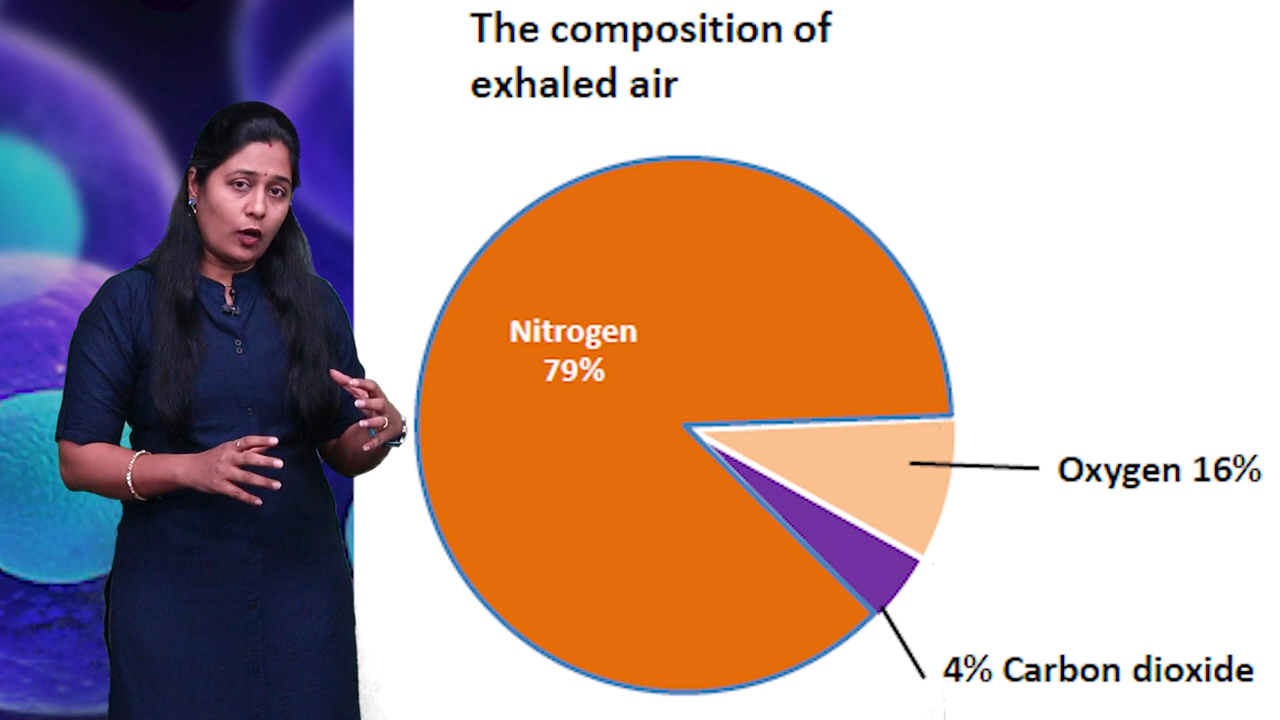 The composition of
exhaled air
Nitrogen
79%
Oxygen 16%
4% Carbon dioxide